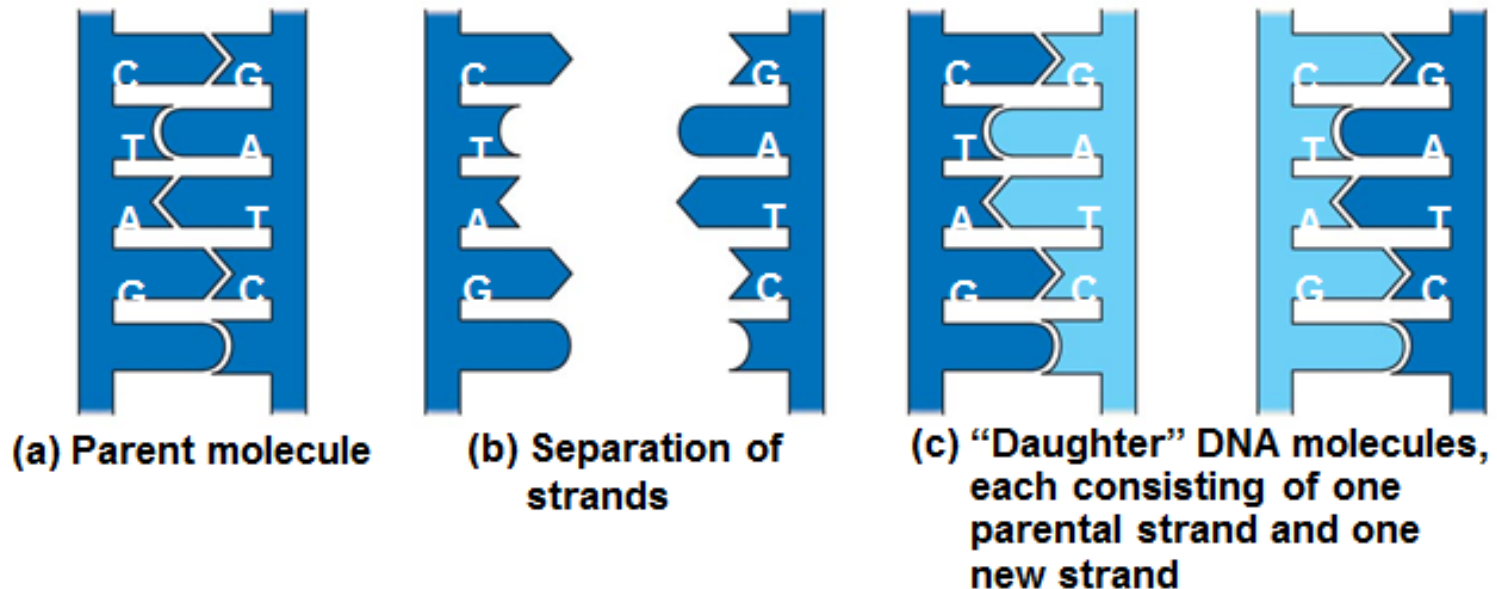 C G C G C G C G
T A T A T A T A
A T A T A T A T
G C G C G C G C
(a) Parent molecule
(b) Separation of
strands
(c) “Daughter” DNA molecules,
each consisting of one
parental strand and one
new strand